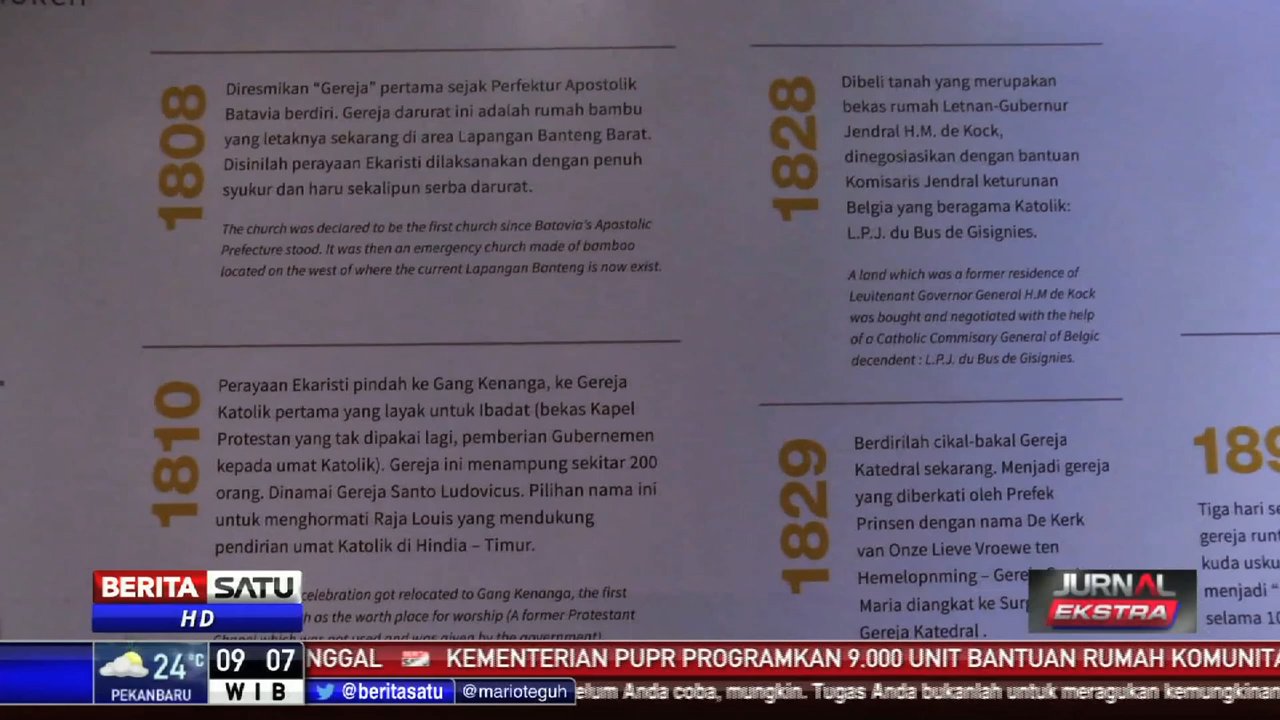 1808
Diresmikan “Gereja” pertama sejak Perfektur Apostolik
Batavia berdiri. Gereja darurat ini adalah rumah bambu
yang letaknya sekarang di area Lapangan Banteng Barat.
Disinilah perayaan Ekaristi dilaksanakan dengan penuh
syukur dan haru sekalipun serba darurat.
The church was declared to be the first church since Batavia's Apostolic
Prefecture stood. It was then an emergency church made of bamboo
located on the west of where the current Lapangan Banteng is now exist.
1810
Perayaan Ekaristi pindah ke Gang Kenanga, ke Gereja
Katolik pertama yang layak untuk Ibadat (bekas Kapel
Protestan yang tak dipakai lagi, pemberian Gubernemen
kepada umat Katolik). Gereja ini menampung sekitar 200
orang. Dinamai Gereja Santo Ludovicus. Pilihan nama ini
untuk menghormati Raja Louis yang mendukung
pendirian umat Katolik di Hindia – Timur.
celebration got relocated to Gang Kenanga, the first
as the worth place for worship (A former Protestant
Chapel which was not used and was given by the government)
1828
Dibeli tanah yang merupakan
bekas rumah Letnan-Gubernur
Jendral H.M. de Kock,
dinegosiasikan dengan bantuan
Komisaris Jendral keturunan
Belgia yang beragama Katolik:
L.P.J. du Bus de Gisignies.
A land which was a former residence of
Leuitenant Governor General H.M de Kock
was bought and negotiated with the help
of a Catholic Commisary General of Belgic
decendent : L.P.J. du Bus de Gisignies.
1829
Berdirilah cikal-bakal Gereja
Katedral sekarang. Menjadi gereja
yang diberkati oleh Prefek
Prinsen dengan nama De Kerk
van Onze Lieve Vroewe ten
Hemelopnming –
Maria diangkat ke
Gereja Katedral .
189
Tiga hari
gereja
kuda
menjadi “
selama
BERITA SATU
HD
JURNAL
EKSTRA
24°C
PEKANBARU
09 07
WIB
NGGAL KEMENTERIAN PUPR PROGRAMKAN 9.000 UNIT BANTUAN RUMAH
@beritasatu @marioteguh elum Anda coba, mungkin. Tugas Anda bukanlah untuk meragukan